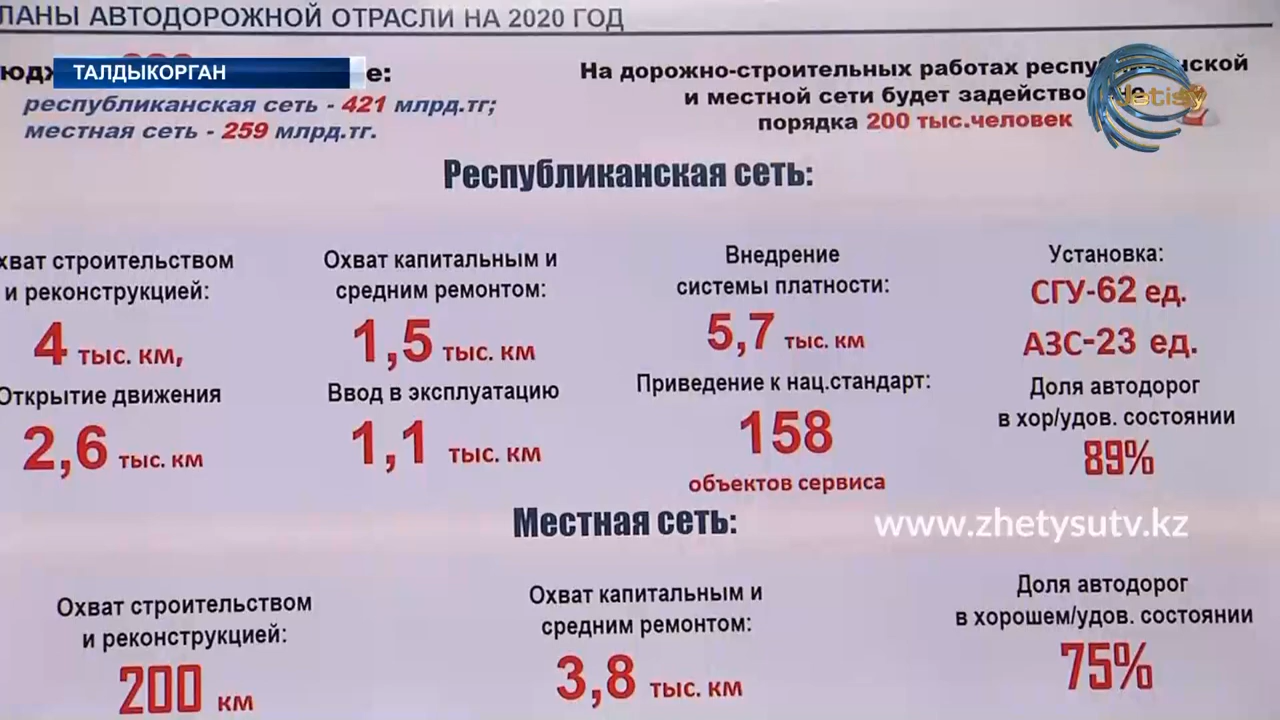 ЛАНЫ АВТОДОРОЖНОЙ ОТРАСЛИ НА 2020 ГОД
ТАЛДЫКОРГАН
республиканская сеть - 421 млрд.тг;
местная сеть - 259 млрд.тг.
На дорожно-строительных работах
и местной сети будет
порядка 200 тыс.человек
Jetisy
Республиканская сеть:
хват строительством
и реконструкцией:
4 тыс. км,
Охват капитальным и
средним ремонтом:
1,5 тыс. км
Внедрение
системы платности:
5,7 тыс. км
Установка:
СГУ-62 ед.
АЗС-23 ед.
Открытие движения
2,6 тыс. км
Ввод в эксплуатацию
1,1 тыс. км
Приведение к нац.стандарт:
158
объектов сервиса
Доля автодорог
в хор/удов. состоянии
89%
Местная сеть:
www.zhetysutv.kz
Охват строительством
и реконструкцией:
200 км
Охват капитальным и
средним ремонтом:
3,8 тыс. км
Доля автодорог
в хорошем/удов. состоянии
75%